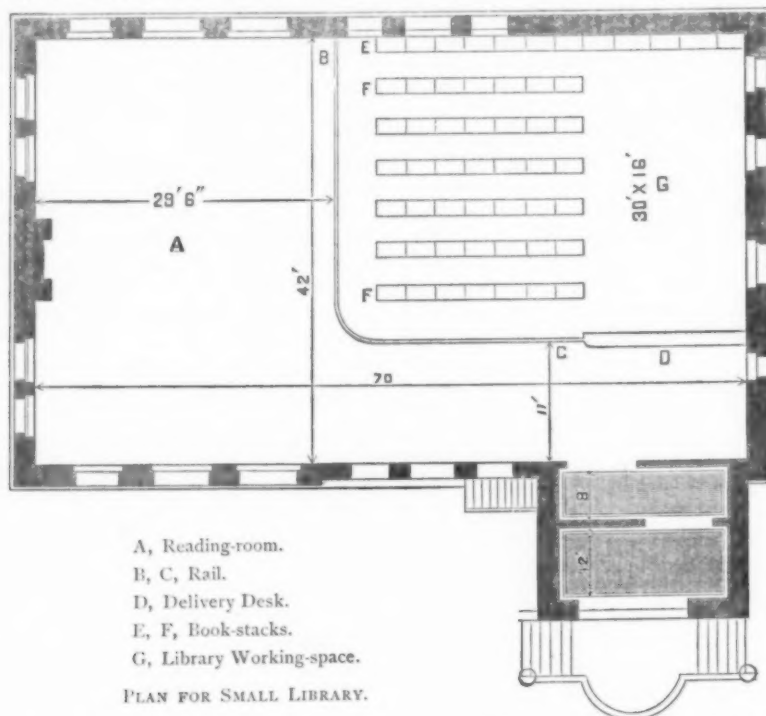 E
B
F
29'6"
A
30' X 16'
G
42'
F
C
D
70
11'
8
12'
A, Reading-room.
B, C, Rail.
D, Delivery Desk.
E, F, Book-stacks.
G, Library Working-space.
PLAN FOR SMALL LIBRARY.